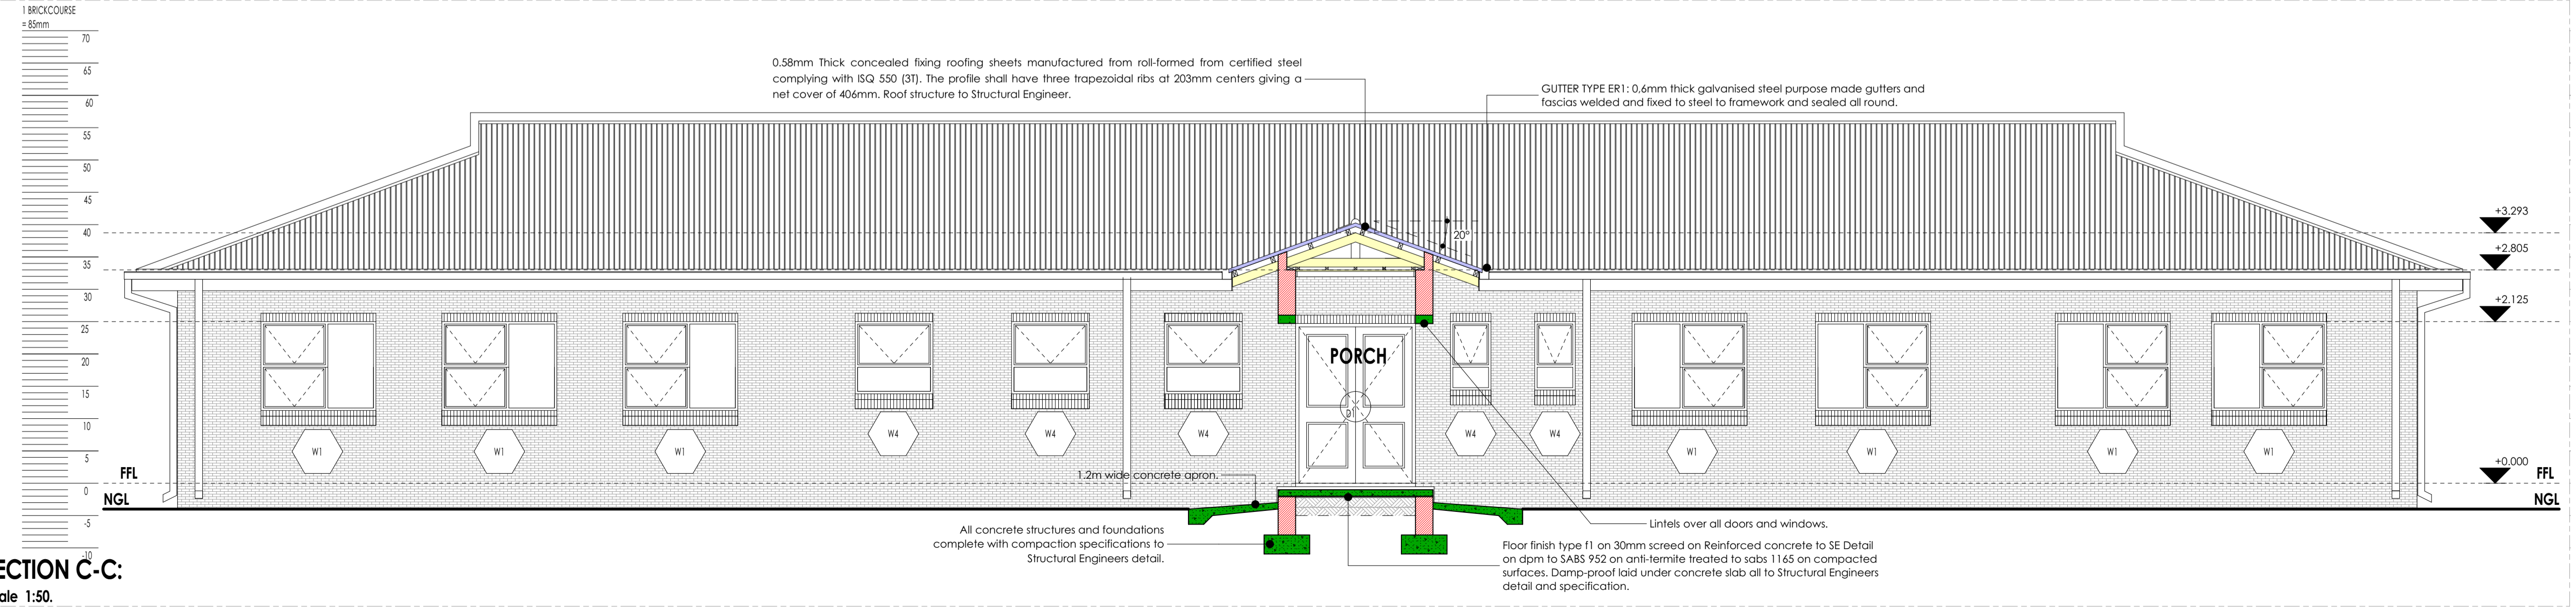 1 BRICKCOURSE
= 85mm
70
65
60
55
50
45
40
35
30
25
20
15
10
5
0
-5
-10
0.58mm Thick concealed fixing roofing sheets manufactured from roll-formed from certified steel
complying with ISQ 550 (3T). The profile shall have three trapezoidal ribs at 203mm centers giving a
net cover of 406mm. Roof structure to Structural Engineer.
GUTTER TYPE ER1: 0,6mm thick galvanised steel purpose made gutters and
fascias welded and fixed to steel to framework and sealed all round.
20°
+3.293
+2.805
+2.125
+0.000
PORCH
D1
W1
W1
W1
W4
W4
W4
W4
W4
W1
W1
W1
W1
FFL
NGL
FFL
NGL
1.2m wide concrete apron.
All concrete structures and foundations
complete with compaction specifications to
Structural Engineers detail.
Lintels over all doors and windows.
Floor finish type f1 on 30mm screed on Reinforced concrete to SE Detail
on dpm to SABS 952 on anti-termite treated to sabs 1165 on compacted
surfaces. Damp-proof laid under concrete slab all to Structural Engineers
detail and specification.
ECTION C-C:
ale 1:50.